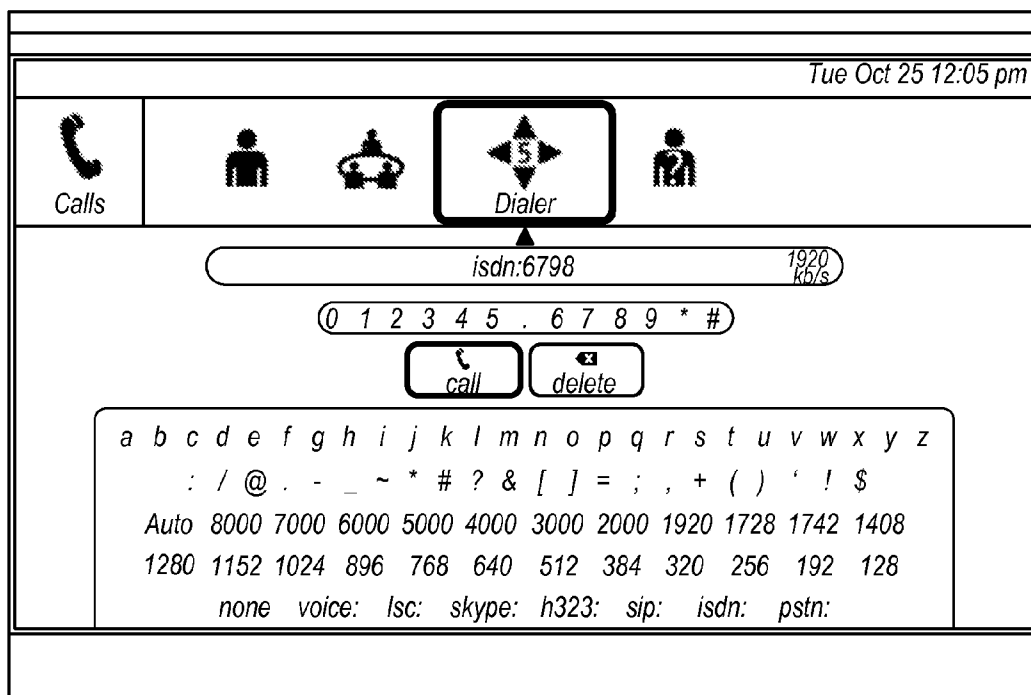 Tue Oct 25 12:05 pm
5
Calls
Dialer
isdn:6798
1920
kb/s
0 1 2 3 4 5 . 6 7 8 9 * #
call
delete
a b c d e f g h i j k l m n o p q r s t u v w x y z
: / @ . - _ ~ * # ? & [ ] = ; , + ( ) ‘ ! $
Auto 8000 7000 6000 5000 4000 3000 2000 1920 1728 1742 1408
1280 1152 1024 896 768 640 512 384 320 256 192 128
none voice: lsc: skype: h323: sip: isdn: pstn: